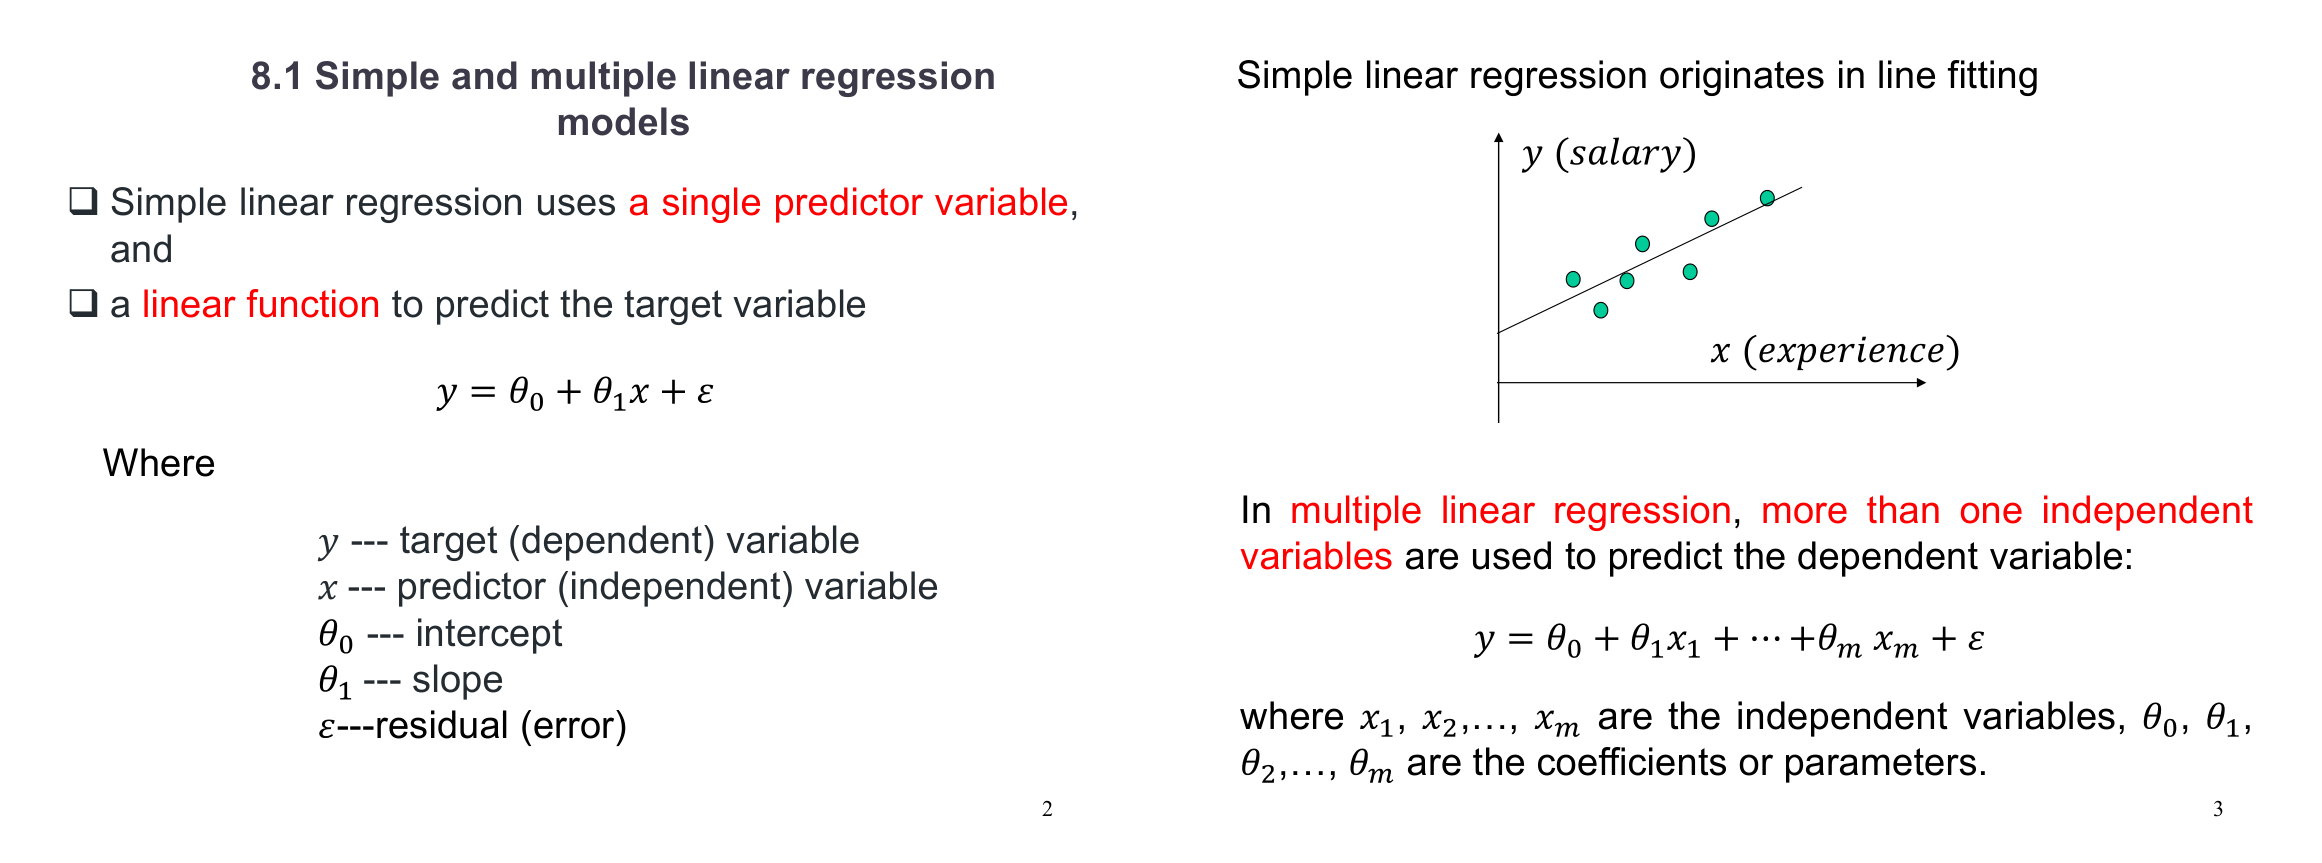 8.1 Simple and multiple linear regression
models
❑ Simple linear regression uses a single predictor variable,
and
❑ a linear function to predict the target variable
y = θ₀ + θ₁x + ε
Where
y --- target (dependent) variable
x --- predictor (independent) variable
θ₀ --- intercept
θ₁ --- slope
ε---residual (error)
2
Simple linear regression originates in line fitting
y (salary)
x (experience)
In multiple linear regression, more than one independent
variables are used to predict the dependent variable:
y = θ₀ + θ₁x₁ + ⋯ +θₘ xₘ + ε
where x₁, x₂,…, xₘ are the independent variables, θ₀, θ₁,
θ₂,…, θₘ are the coefficients or parameters.
3